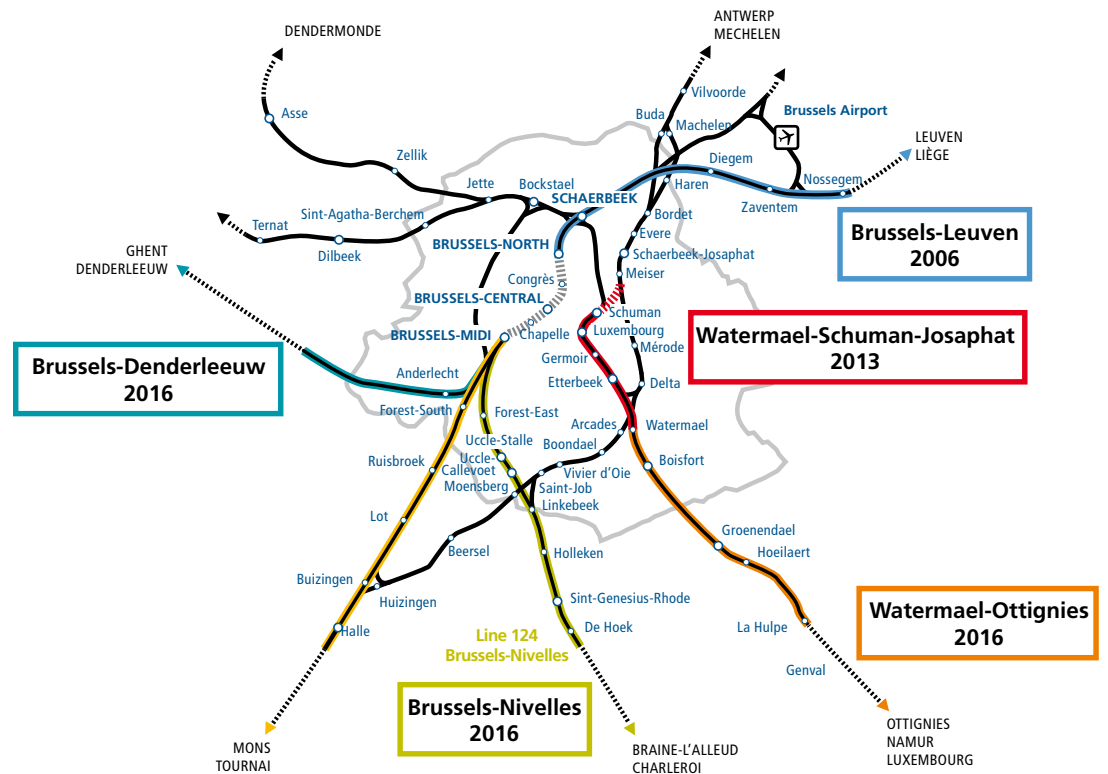 ANTWERP
MECHELEN
DENDERMONDE
Vilvoorde
Brussels Airport
Asse
Buda
Machelen
LEUVEN
LIÈGE
Zellik
Diegem
Jette
Bockstael
Nossegem
SCHAERBEEK
Haren
Zaventem
Sint-Agatha-Berchem
Bordet
Ternat
Evere
Brussels-Leuven
2006
Dilbeek
BRUSSELS-NORTH
Schaerbeek-Josaphat
GHENT
DENDERLEEUW
Congrès
Meiser
BRUSSELS-CENTRAL
Schuman
BRUSSELS-MIDI
Chapelle
Luxembourg
Watermael-Schuman-Josaphat
2013
Mérode
Germoir
Brussels-Denderleeuw
2016
Anderlecht
Etterbeek
Delta
Forest-South
Forest-East
Arcades
Watermael
Uccle-Stalle
Boondael
Ruisbroek
Uccle-
Callevoet
Vivier d’Oie
Boisfort
Moensberg
Saint-Job
Linkebeek
Lot
Groenendael
Beersel
Holleken
Hoeilaert
Buizingen
Huizingen
Sint-Genesius-Rhode
Watermael-Ottignies
2016
Halle
De Hoek
La Hulpe
Line 124
Brussels-Nivelles
Genval
Brussels-Nivelles
2016
MONS
TOURNAI
BRAINE-L’ALLEUD
CHARLEROI
OTTIGNIES
NAMUR
LUXEMBOURG